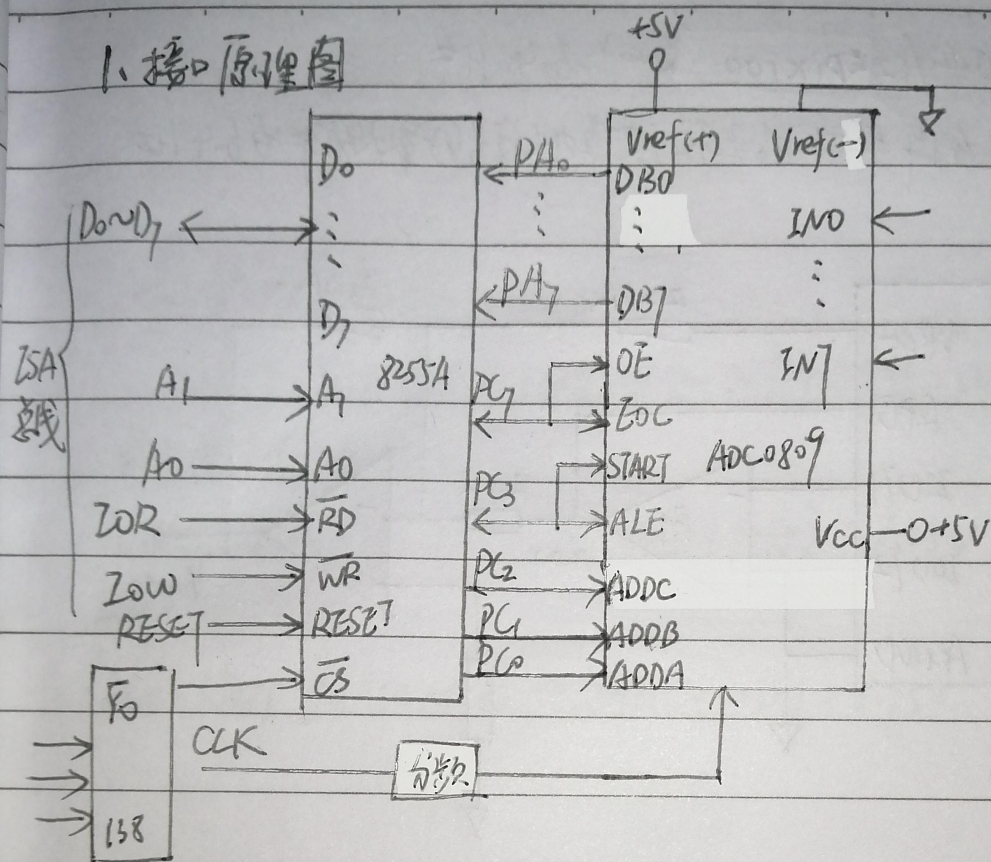 1、接口原理图
+5V
D0
⋮
D7
A1
A0
RD
WR
RESET
CS
8255A
D0~D7
ISA
总线
A1
A0
IOR
IOW
RESET
PA0
⋮
PA7
PC7
PC3
PC2
PC1
PC0
Vref(+)
Vref(-)
DB0
⋮
DB7
OE
EOC
START
ALE
ADDC
ADDB
ADDA
IN0
⋮
IN7
ADC0809
Vcc
+5V
Y0
138
CLK
分频